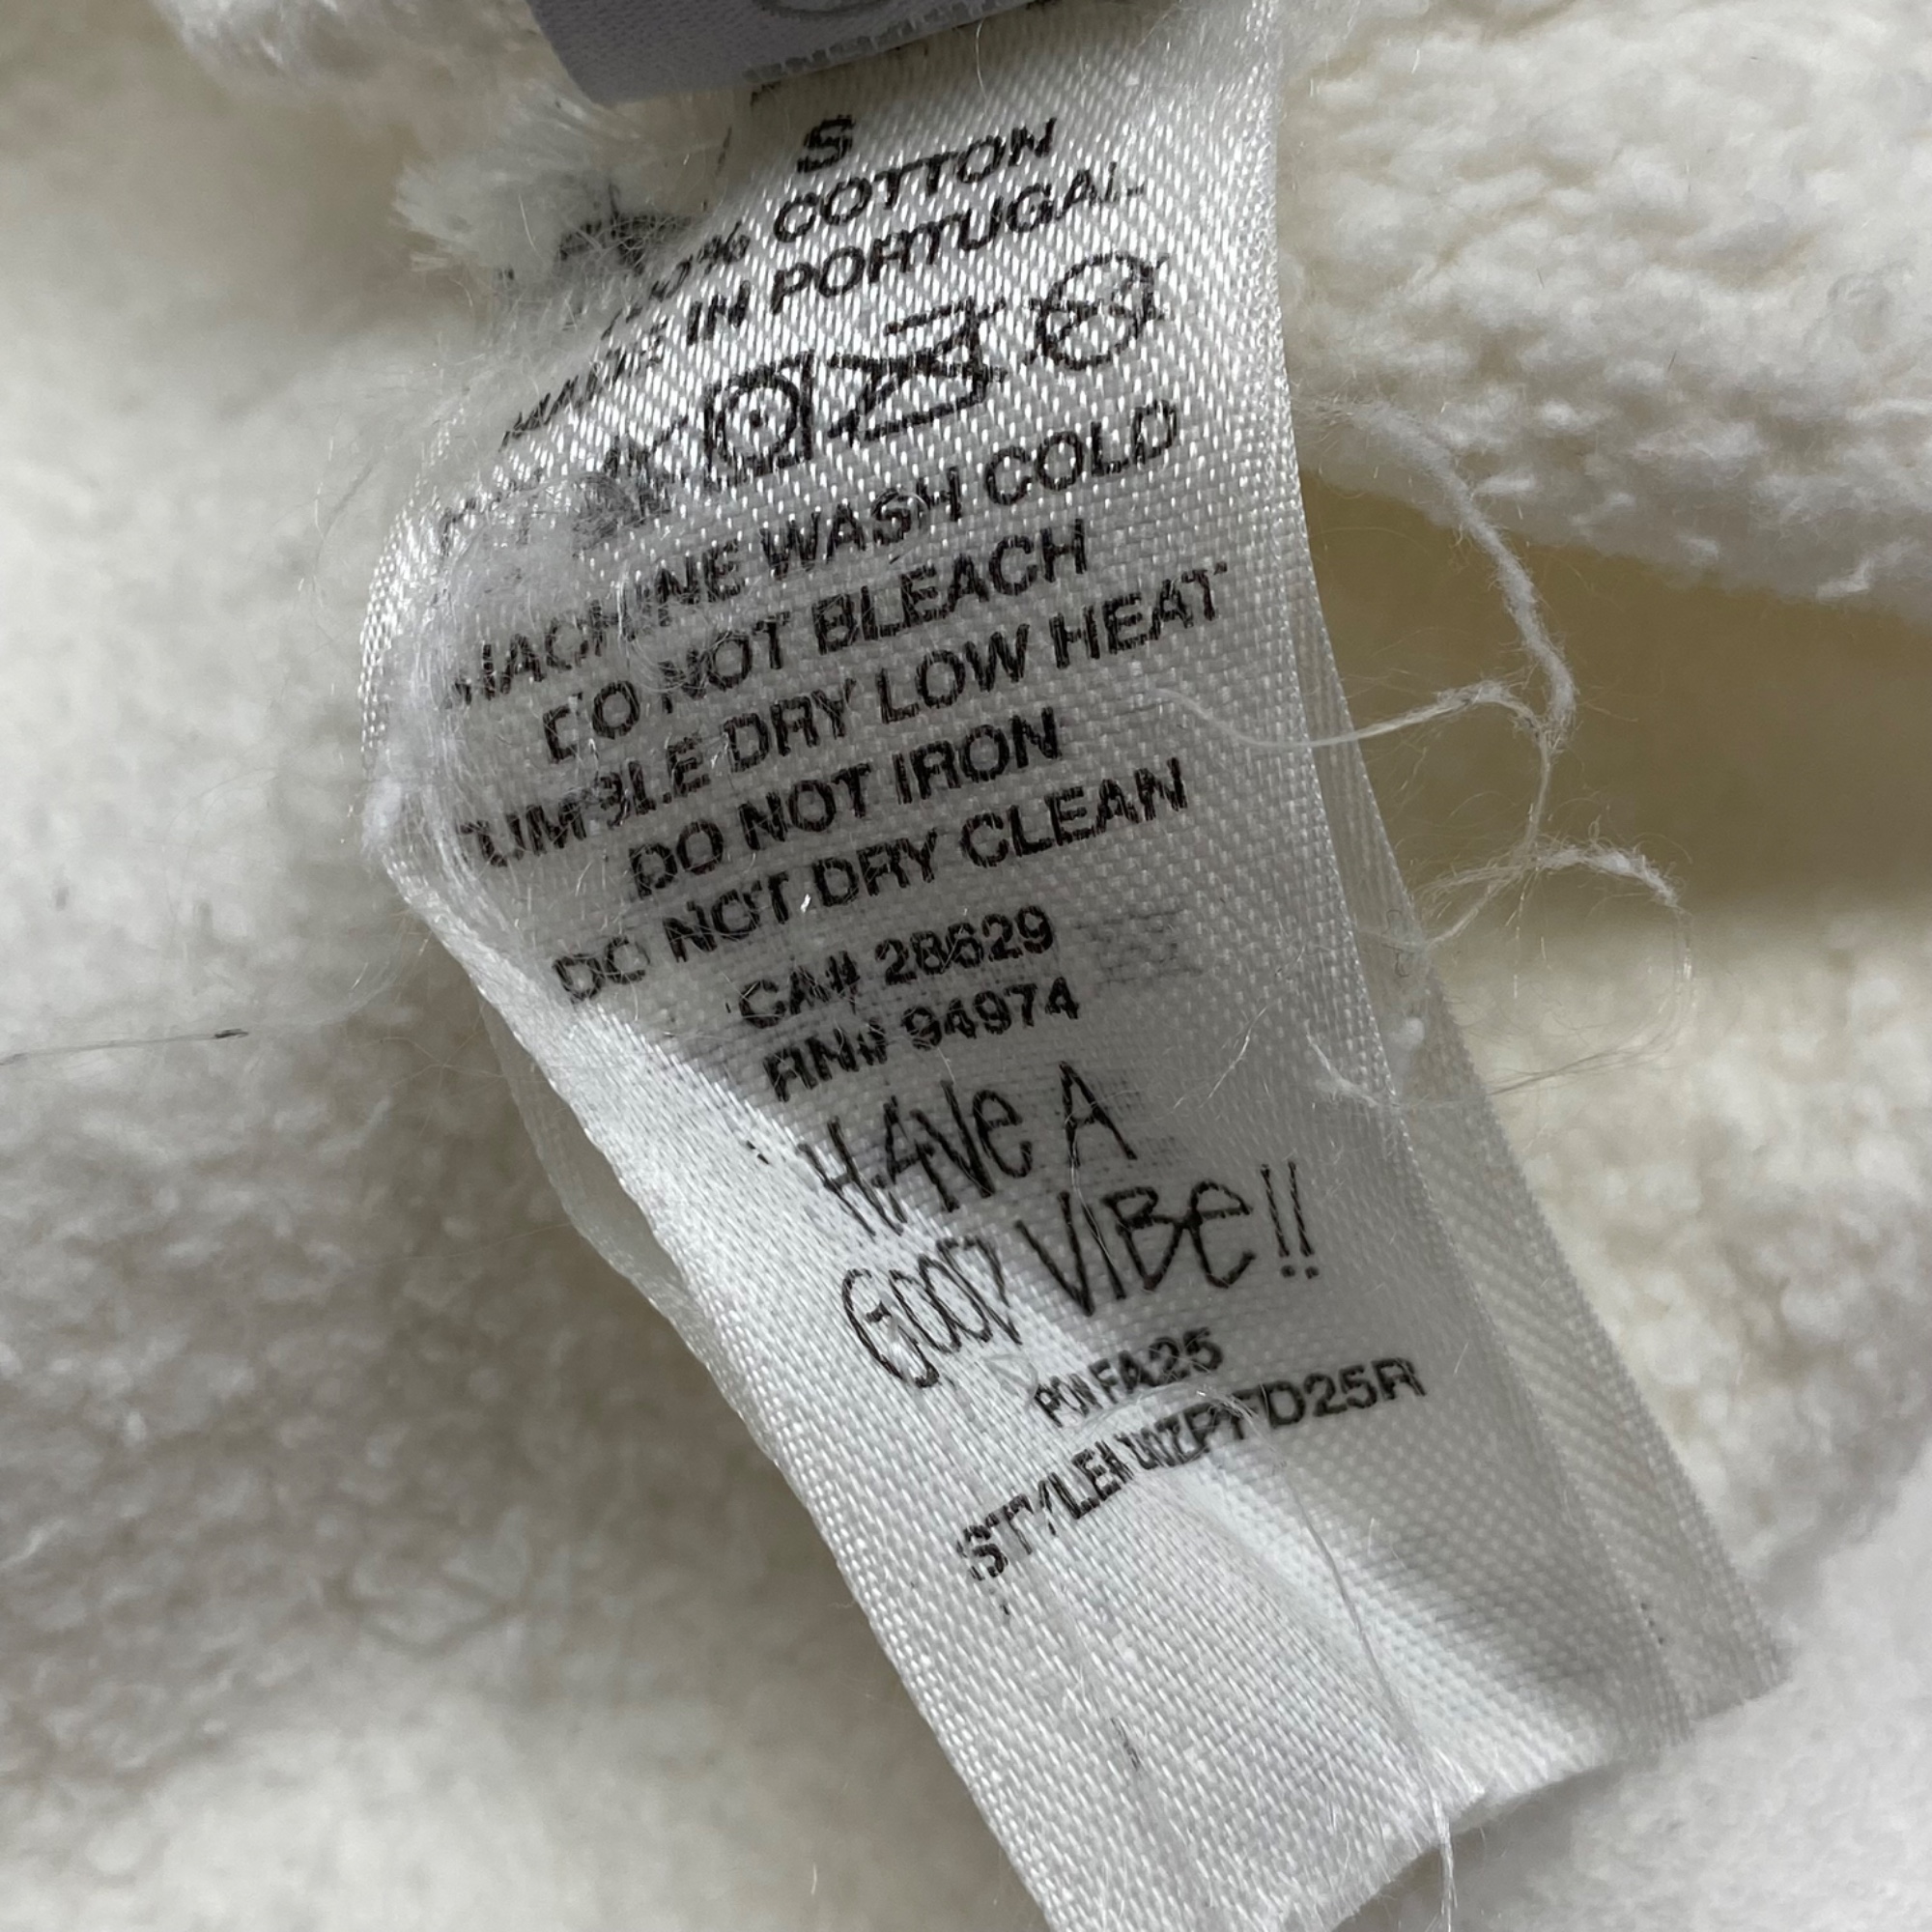 S
COTTON
IN PORTUGAL
MACHINE WASH COLD
DO NOT BLEACH
TUMBLE DRY LOW HEAT
DO NOT IRON
DO NOT DRY CLEAN
CA# 28629
RN# 94974
HAVE A
GOOD VIBE!!
FA25